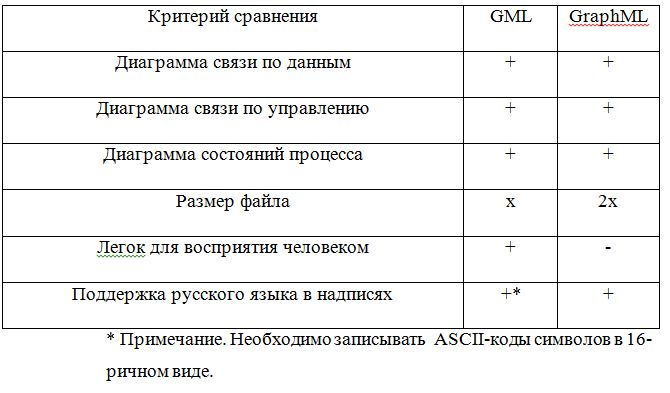 Критерий сравнения GML GraphML
Диаграмма связи по данным + +
Диаграмма связи по управлению + +
Диаграмма состояний процесса + +
Размер файла x 2x
Легок для восприятия человеком + -
Поддержка русского языка в надписях +* +
* Примечание. Необходимо записывать ASCII-коды символов в 16-
ричном виде.